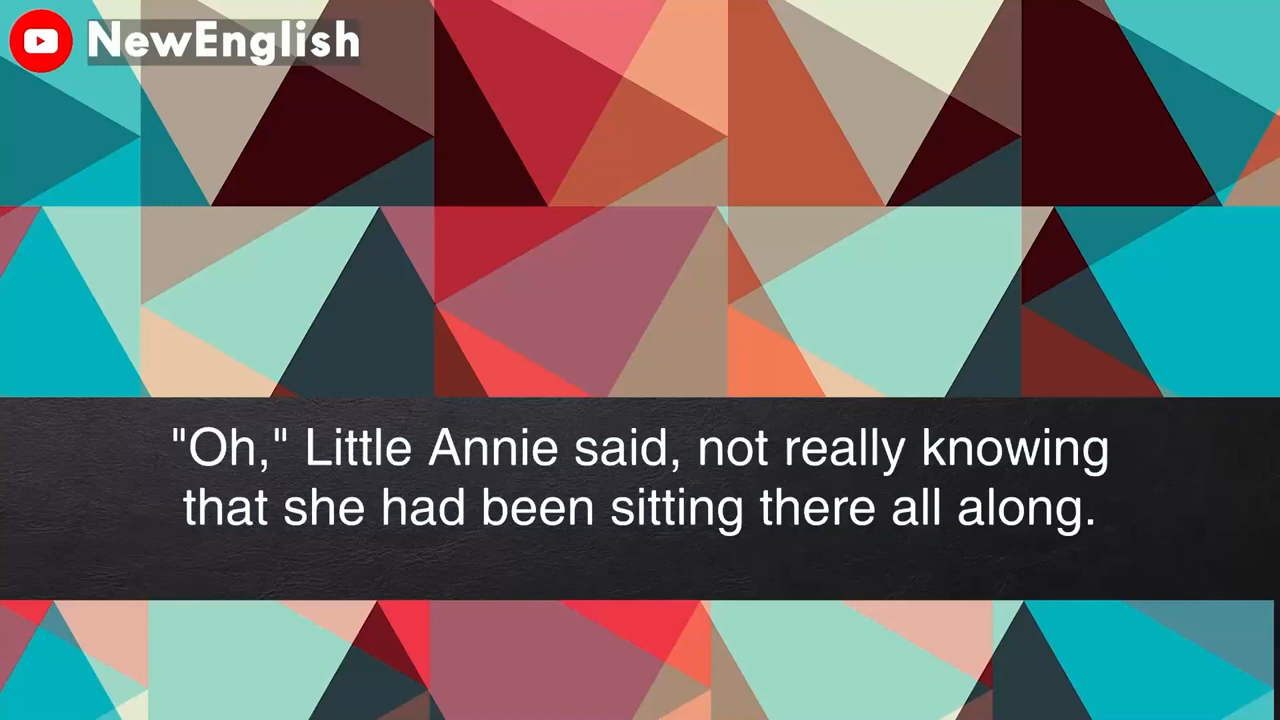 NewEnglish
"Oh," Little Annie said, not really knowing
that she had been sitting there all along.